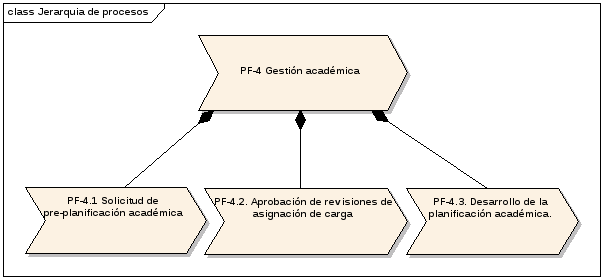 class Jerarquia de procesos
PF-4 Gestión académica
PF-4.1 Solicitud de
pre-planificación académica
PF-4.2. Aprobación de revisiones de
asignación de carga
PF-4.3. Desarrollo de la
planificación académica.